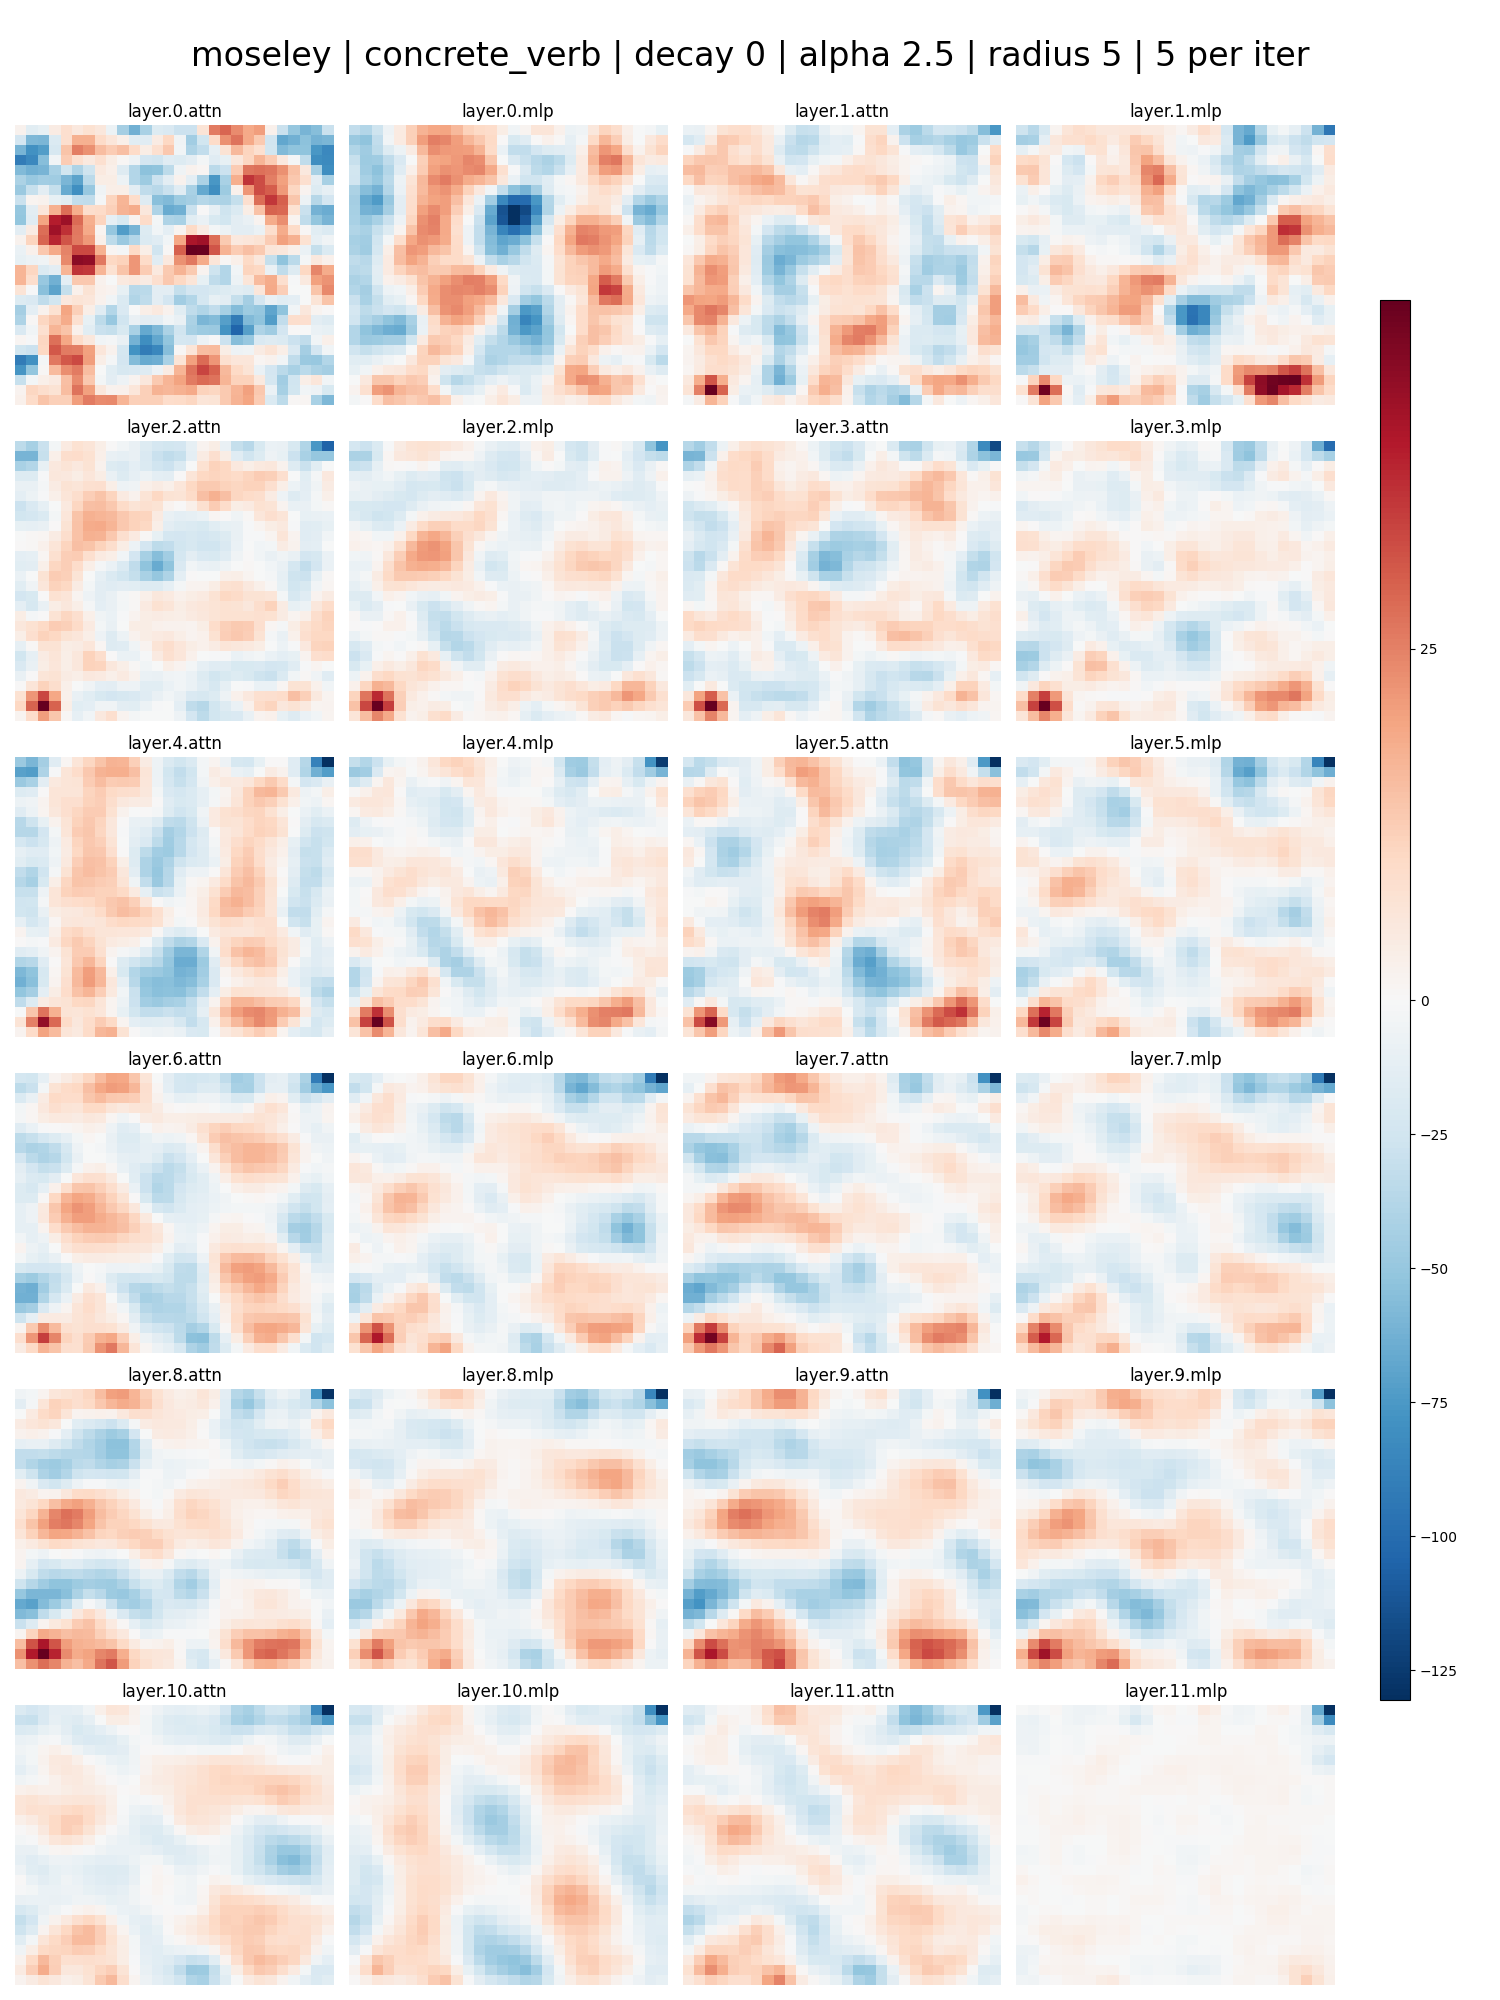 moseley | concrete_verb | decay 0 | alpha 2.5 | radius 5 | 5 per iter
layer.0.attn
layer.0.mlp
layer.1.attn
layer.1.mlp
layer.2.attn
layer.2.mlp
layer.3.attn
layer.3.mlp
layer.4.attn
layer.4.mlp
layer.5.attn
layer.5.mlp
layer.6.attn
layer.6.mlp
layer.7.attn
layer.7.mlp
layer.8.attn
layer.8.mlp
layer.9.attn
layer.9.mlp
layer.10.attn
layer.10.mlp
layer.11.attn
layer.11.mlp
25
0
−25
−50
−75
−100
−125